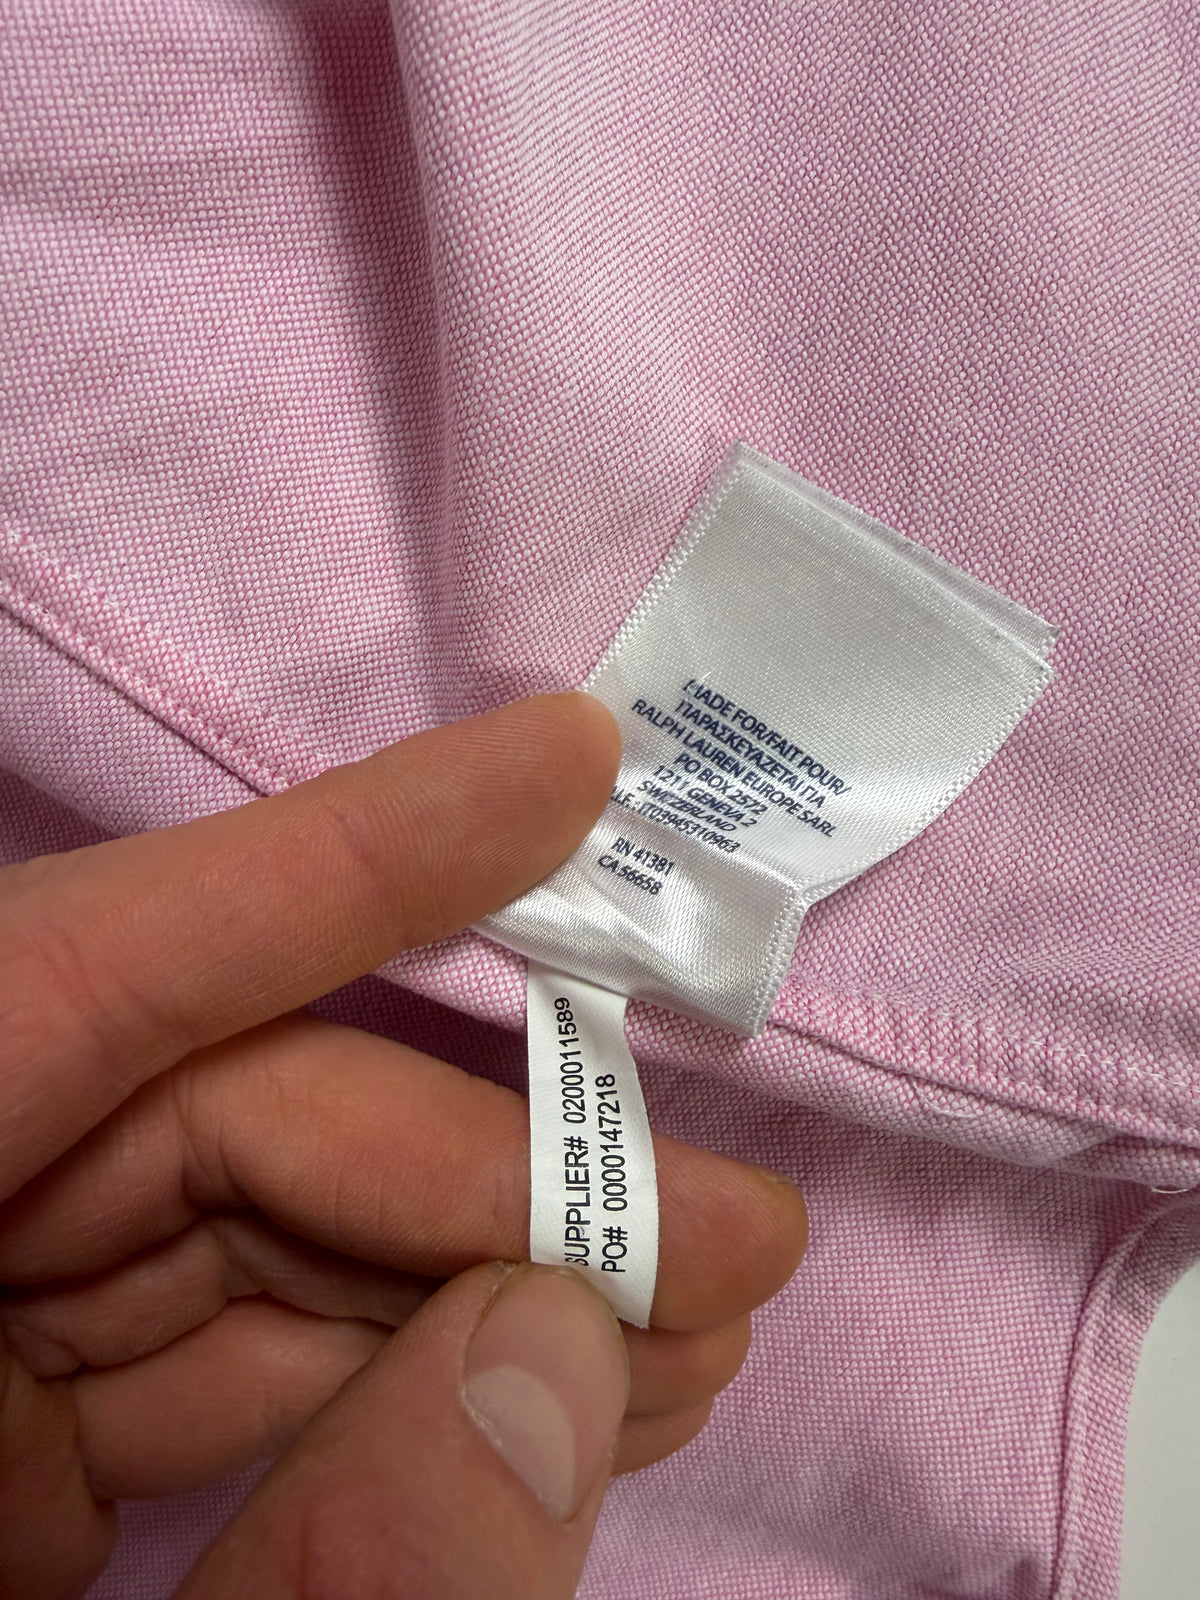 MADE FOR/FAIT POUR/
ΠΑΡΑΣΚΕΥΑΖΕΤΑΙ ΓΙΑ
RALPH LAUREN EUROPE SARL
PO BOX 2572
1211 GENEVA 2
SWITZERLAND
IT03945310963
RN 41381
CA 56658
SUPPLIER# 0200011589
PO# 0000147218